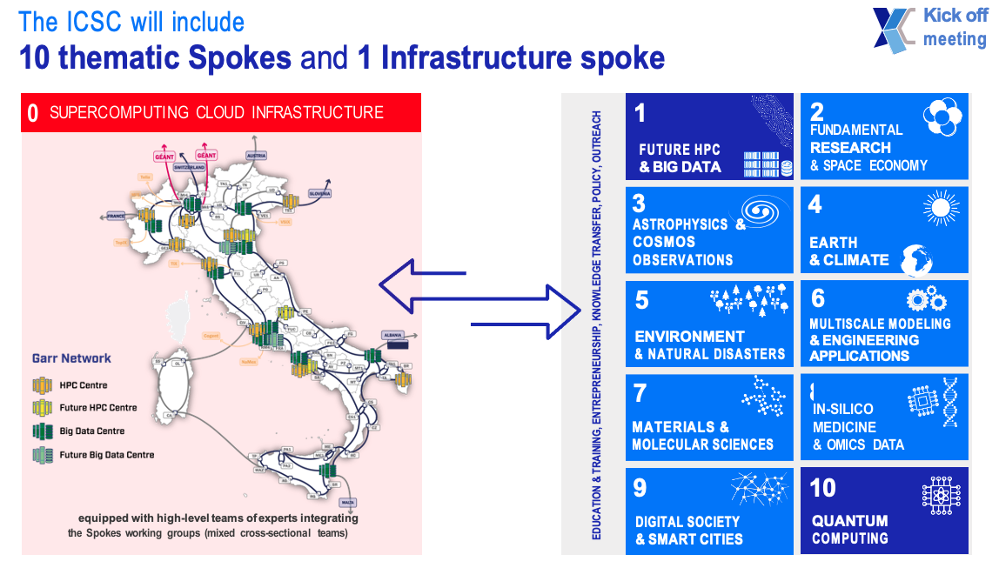 The ICSC will include
10 thematic Spokes and 1 Infrastructure spoke
Kick off
meeting
0 SUPERCOMPUTING CLOUD INFRASTRUCTURE
AUSTRIA
GÉANT
GÉANT
SWITZERLAND
SLOVENIA
FRANCE
ALBANIA
Garr Network
HPC Centre
Future HPC Centre
Big Data Centre
Future Big Data Centre
MALTA
equipped with high-level teams of experts integrating
the Spokes working groups (mixed cross-sectional teams)
EDUCATION & TRAINING, ENTREPRENEURSHIP, KNOWLEDGE TRANSFER, POLICY, OUTREACH
1
FUTURE HPC
& BIG DATA
2
FUNDAMENTAL
RESEARCH
& SPACE ECONOMY
3
ASTROPHYSICS &
COSMOS
OBSERVATIONS
4
EARTH
& CLIMATE
5
ENVIRONMENT
& NATURAL DISASTERS
6
MULTISCALE MODELING
& ENGINEERING
APPLICATIONS
7
MATERIALS &
MOLECULAR SCIENCES
IN-SILICO
MEDICINE
& OMICS DATA
9
DIGITAL SOCIETY
& SMART CITIES
10
QUANTUM
COMPUTING